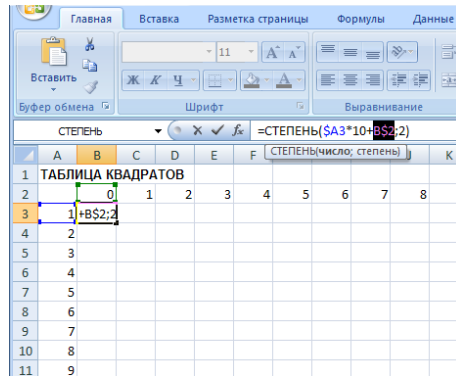 Главная Вставка Разметка страницы Формулы Данные
11 A A
Вставить
Ж К Ч А
Буфер обмена Шрифт Выравнивание
СТЕПЕНЬ =СТЕПЕНЬ($A3*10+B$2;2)
СТЕПЕНЬ(число; степень)
A B C D E F K
1 ТАБЛИЦА КВАДРАТОВ
2 0 1 2 3 4 5 6 7 8
3 1 +B$2;2
4 2
5 3
6 4
7 5
8 6
9 7
10 8
11 9